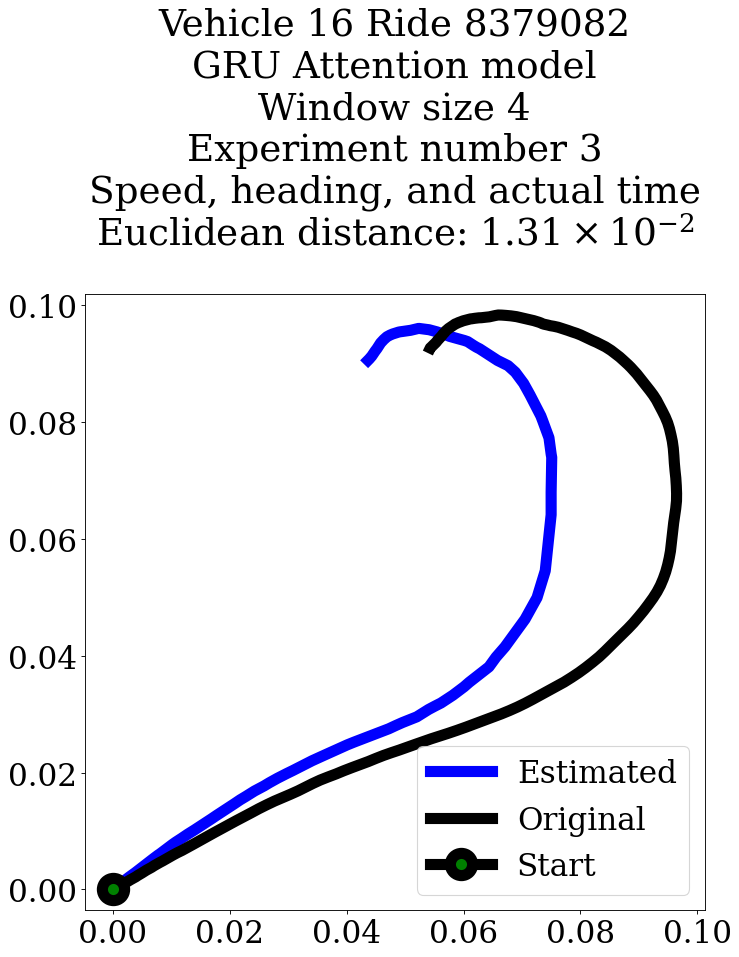 Vehicle 16 Ride 8379082
GRU Attention model
Window size 4
Experiment number 3
Speed, heading, and actual time
Euclidean distance: 1.31 × 10⁻²
0.10
0.08
0.06
0.04
0.02
0.00
Estimated
Original
Start
0.00 0.02 0.04 0.06 0.08 0.10